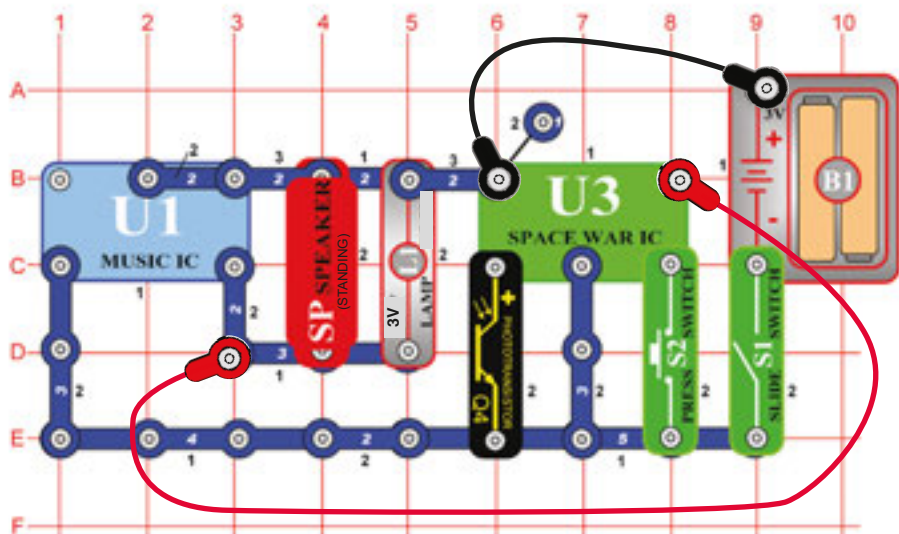 1 2 3 4 5 6 7 8 9 10
A
3V
2
3 1 3 2 1 1 +
B 2 2 2 2 B1
U1 SPEAKER U3 -
(STANDING)
MUSIC IC SPACE WAR IC
C
1 2 2
2 2 SP 3V LAMP + PHOTOTRANSISTOR Q4 S2 PRESS SWITCH S1 SLIDE SWITCH
D 3
1
3 2 2 3 2 2 2
E 4 2 5
1 2 1
F